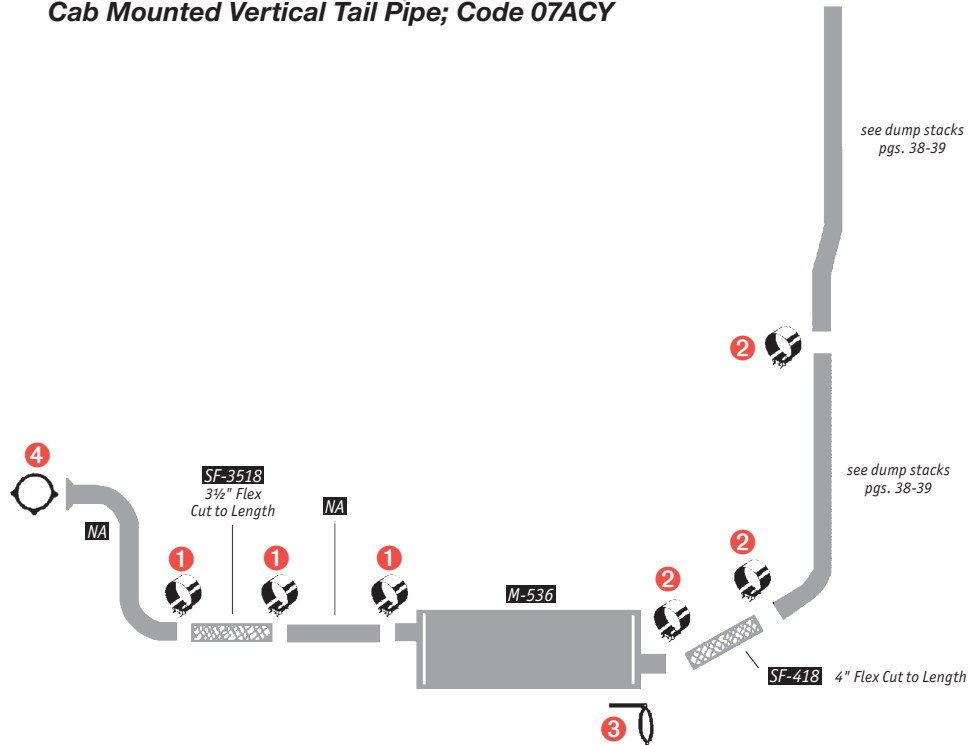 Cab Mounted Vertical Tail Pipe; Code 07ACY
see dump stacks
pgs. 38-39
2
4
SF-3518
3½" Flex
Cut to Length
NA
NA
see dump stacks
pgs. 38-39
1
1
1
2
2
M-536
SF-418 4" Flex Cut to Length
3